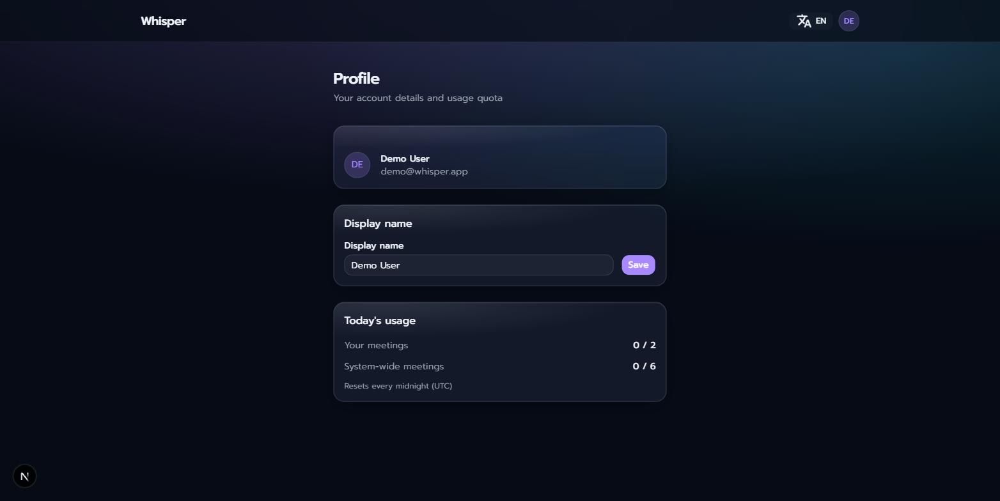 Whisper
EN
DE
Profile
Your account details and usage quota
DE
Demo User
demo@whisper.app
Display name
Display name
Demo User
Save
Today's usage
Your meetings
0 / 2
System-wide meetings
0 / 6
Resets every midnight (UTC)
N